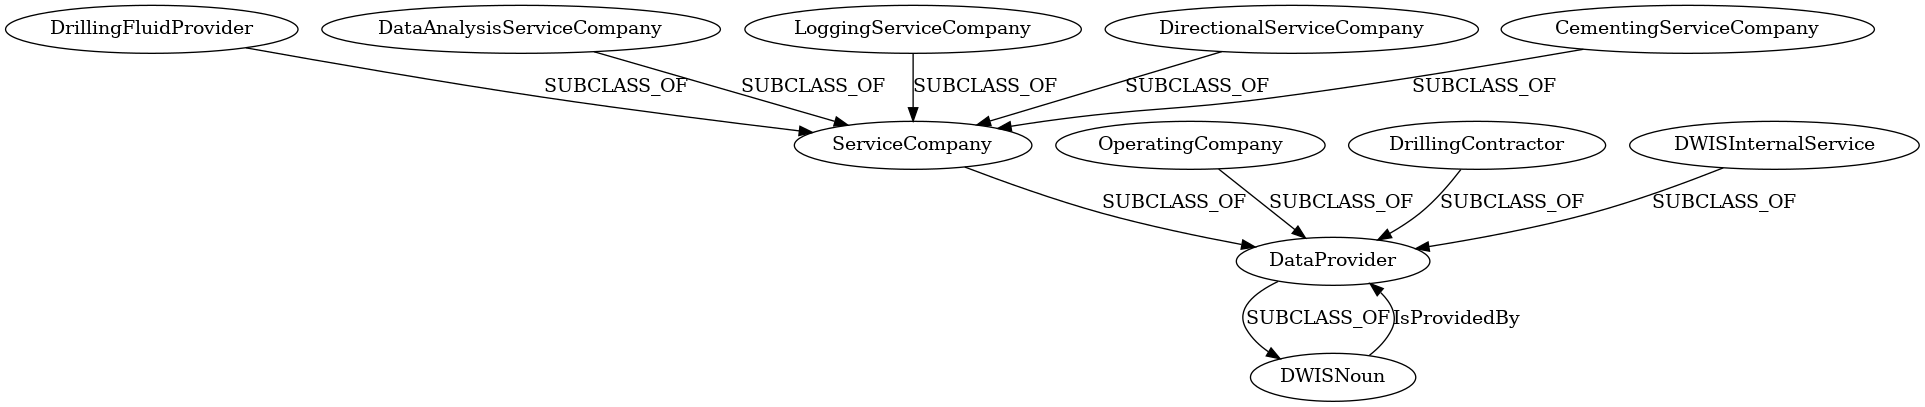 DrillingFluidProvider
DataAnalysisServiceCompany
LoggingServiceCompany
DirectionalServiceCompany
CementingServiceCompany
SUBCLASS_OF
SUBCLASS_OF
SUBCLASS_OF
SUBCLASS_OF
SUBCLASS_OF
ServiceCompany
OperatingCompany
DrillingContractor
DWISInternalService
SUBCLASS_OF
SUBCLASS_OF
SUBCLASS_OF
SUBCLASS_OF
DataProvider
SUBCLASS_OF
IsProvidedBy
DWISNoun